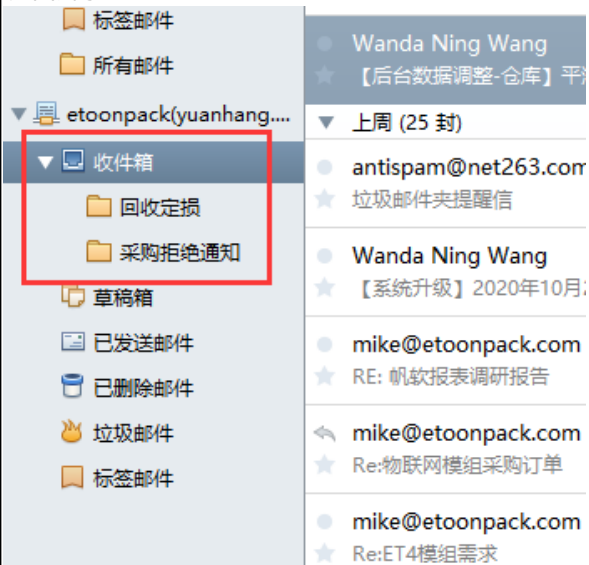 标签邮件
所有邮件
etoonpack(yuanhang....
收件箱
回收定损
采购拒绝通知
草稿箱
已发送邮件
已删除邮件
垃圾邮件
标签邮件
Wanda Ning Wang
【后台数据调整-仓库】平
上周 (25 封)
antispam@net263.com
垃圾邮件夹提醒信
Wanda Ning Wang
【系统升级】2020年10月
mike@etoonpack.com
RE: 帆软报表调研报告
mike@etoonpack.com
Re:物联网模组采购订单
mike@etoonpack.com
Re:ET4模组需求